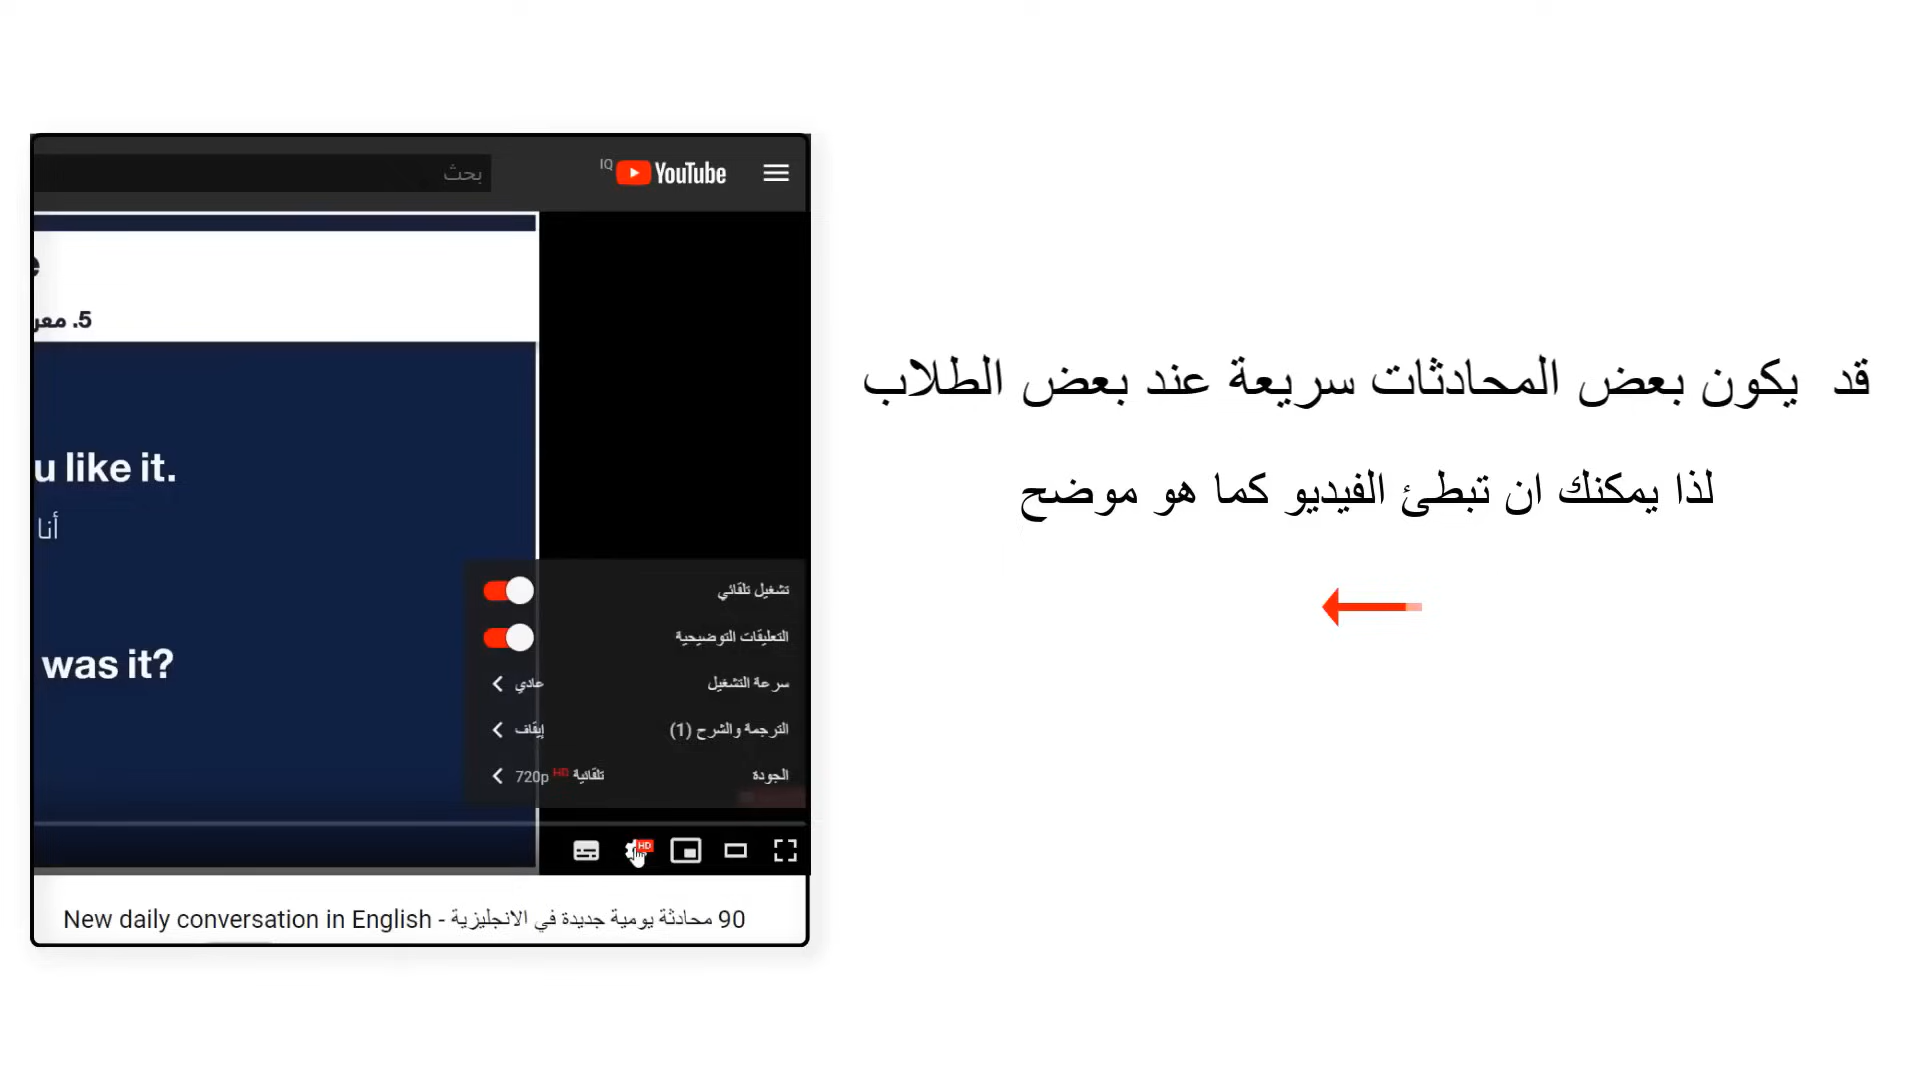 بحث
YouTube IQ
5. معر
u like it.
أنا
was it?
تشغيل تلقائي
التعليقات التوضيحية
سرعة التشغيل عادي
الترجمة والشرح (1) إيقاف
الجودة تلقائية 720p HD
HD
90 محادثة يومية جديدة في الانجليزية - New daily conversation in English
قد يكون بعض المحادثات سريعة عند بعض الطلاب
لذا يمكنك ان تبطئ الفيديو كما هو موضح